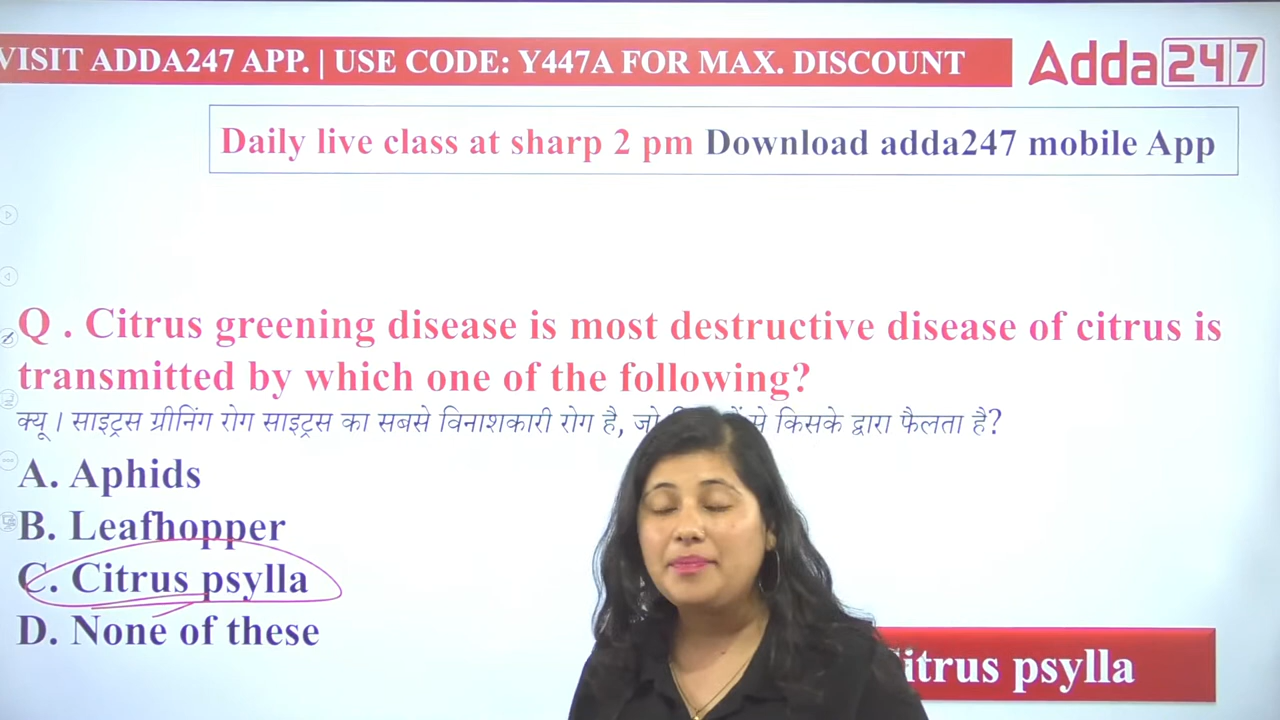 VISIT ADDA247 APP. | USE CODE: Y447A FOR MAX. DISCOUNT
Adda247
Daily live class at sharp 2 pm Download adda247 mobile App
Q . Citrus greening disease is most destructive disease of citrus is
transmitted by which one of the following?
क्यू । साइट्रस ग्रीनिंग रोग साइट्रस का सबसे विनाशकारी रोग है, जो से किसके द्वारा फैलता है?
A. Aphids
B. Leafhopper
C. Citrus psylla
D. None of these
itrus psylla